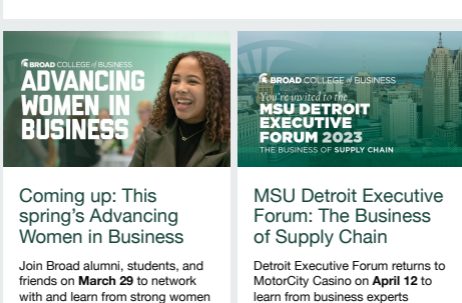 BROAD COLLEGE of BUSINESS
ADVANCING
WOMEN IN
BUSINESS
Coming up: This
spring’s Advancing
Women in Business
Join Broad alumni, students, and
friends on March 29 to network
with and learn from strong women
BROAD COLLEGE of BUSINESS
You're invited to the
MSU DETROIT
EXECUTIVE
FORUM 2023
THE BUSINESS OF SUPPLY CHAIN
MSU Detroit Executive
Forum: The Business
of Supply Chain
Detroit Executive Forum returns to
MotorCity Casino on April 12 to
learn from business experts